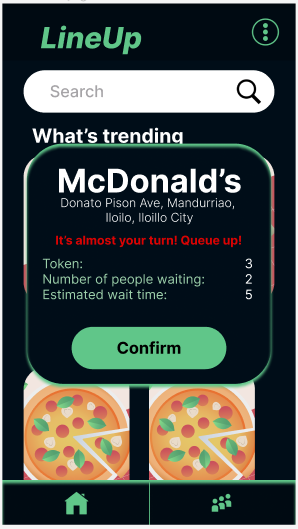 LineUp
Search
What's trending
McDonald's
Donato Pison Ave, Mandurriao,
Iloilo, Iloillo City
It's almost your turn! Queue up!
Token: 3
Number of people waiting: 2
Estimated wait time: 5
Confirm